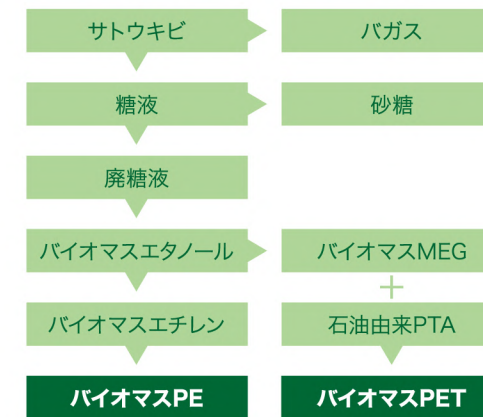 サトウキビ
バガス
糖液
砂糖
廃糖液
バイオマスエタノール
バイオマスMEG
+
バイオマスエチレン
石油由来PTA
バイオマスPE
バイオマスPET